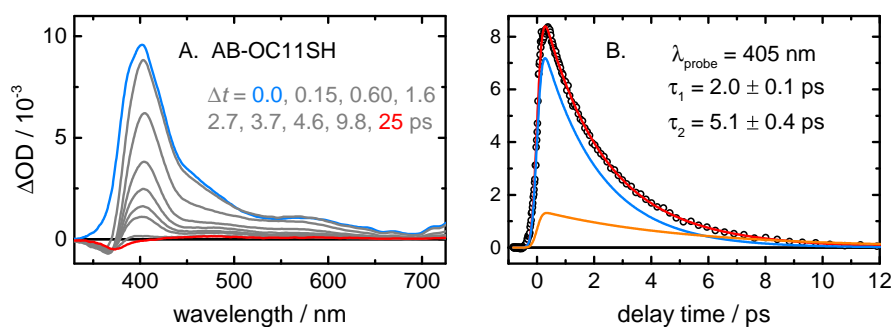 A. AB-OC11SH
Δt = 0.0, 0.15, 0.60, 1.6
2.7, 3.7, 4.6, 9.8, 25 ps
ΔOD / 10⁻³
10
5
0
400 500 600 700
wavelength / nm
B.
λprobe = 405 nm
τ₁ = 2.0 ± 0.1 ps
τ₂ = 5.1 ± 0.4 ps
8
6
4
2
0
0 2 4 6 8 10 12
delay time / ps